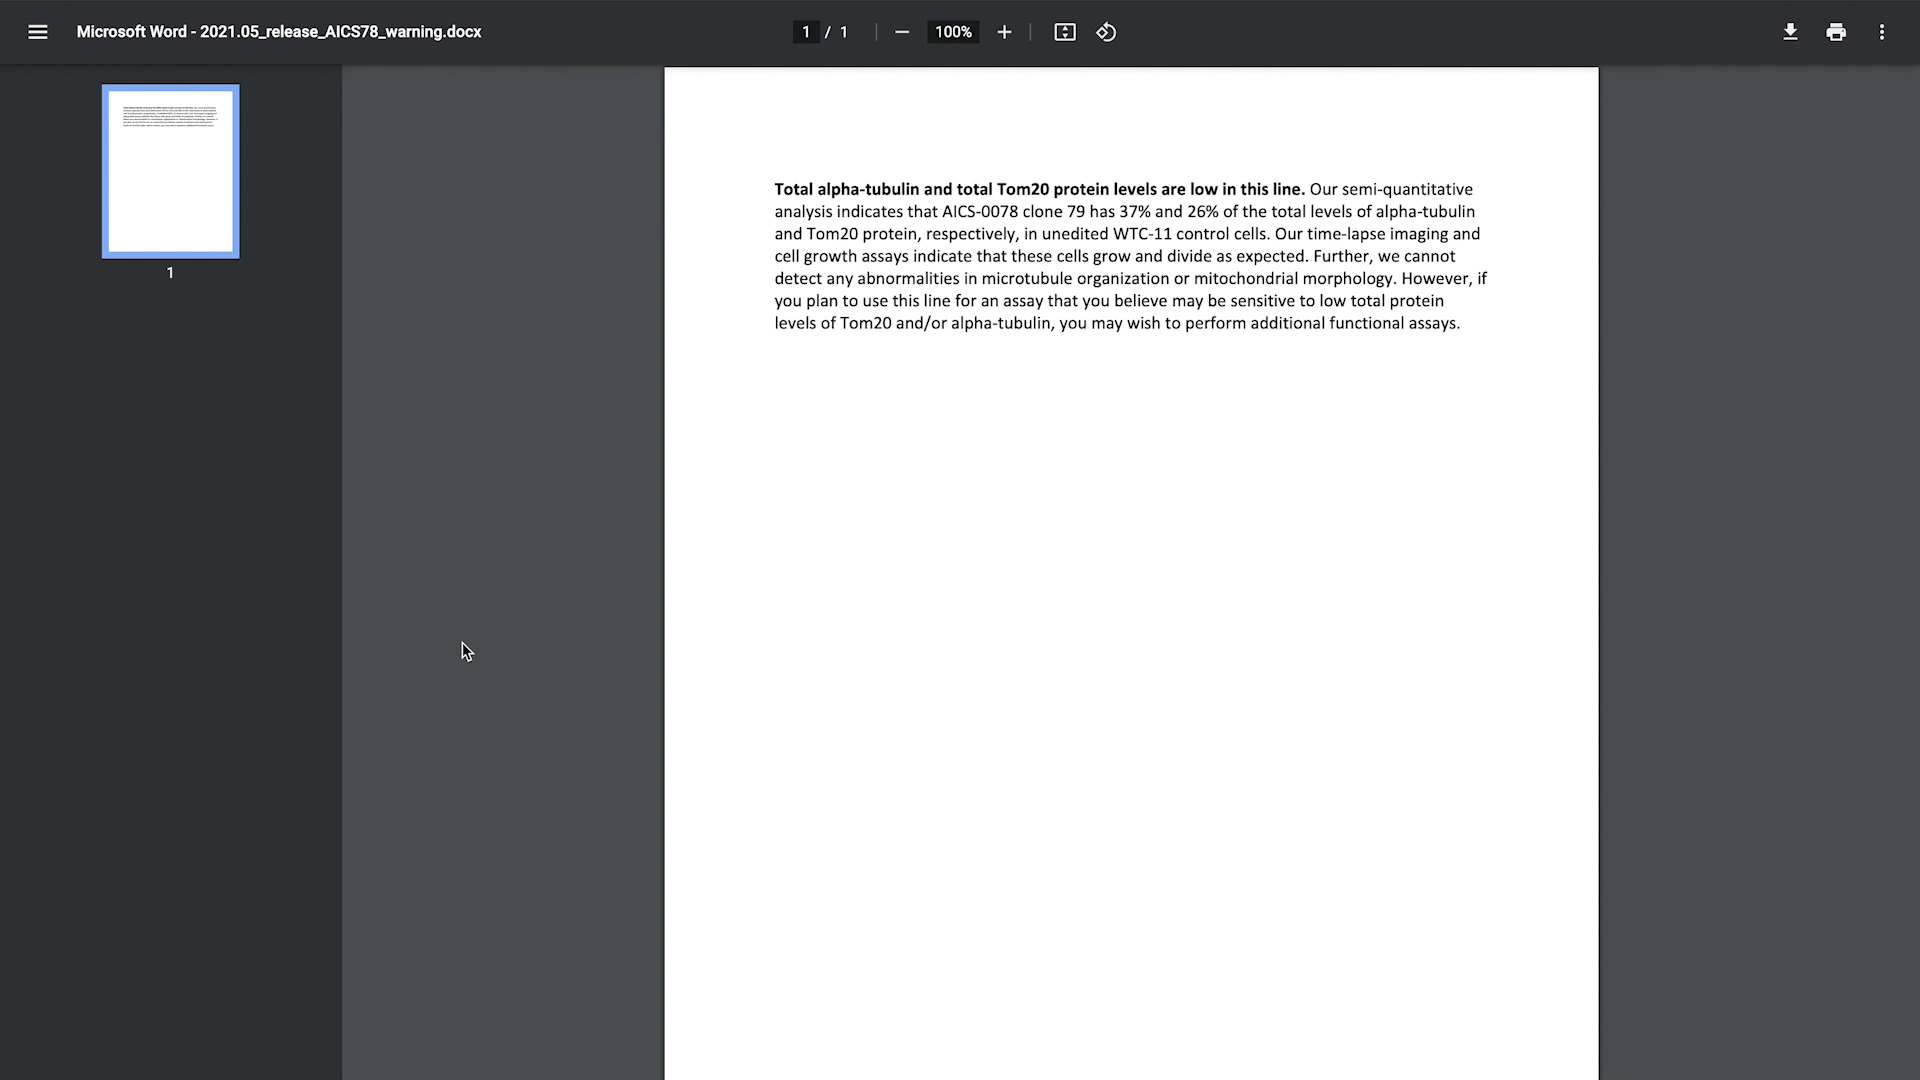 Microsoft Word - 2021.05_release_AICS78_warning.docx
1 / 1
100%
1
Total alpha-tubulin and total Tom20 protein levels are low in this line. Our semi-quantitative
analysis indicates that AICS-0078 clone 79 has 37% and 26% of the total levels of alpha-tubulin
and Tom20 protein, respectively, in unedited WTC-11 control cells. Our time-lapse imaging and
cell growth assays indicate that these cells grow and divide as expected. Further, we cannot
detect any abnormalities in microtubule organization or mitochondrial morphology. However, if
you plan to use this line for an assay that you believe may be sensitive to low total protein
levels of Tom20 and/or alpha-tubulin, you may wish to perform additional functional assays.